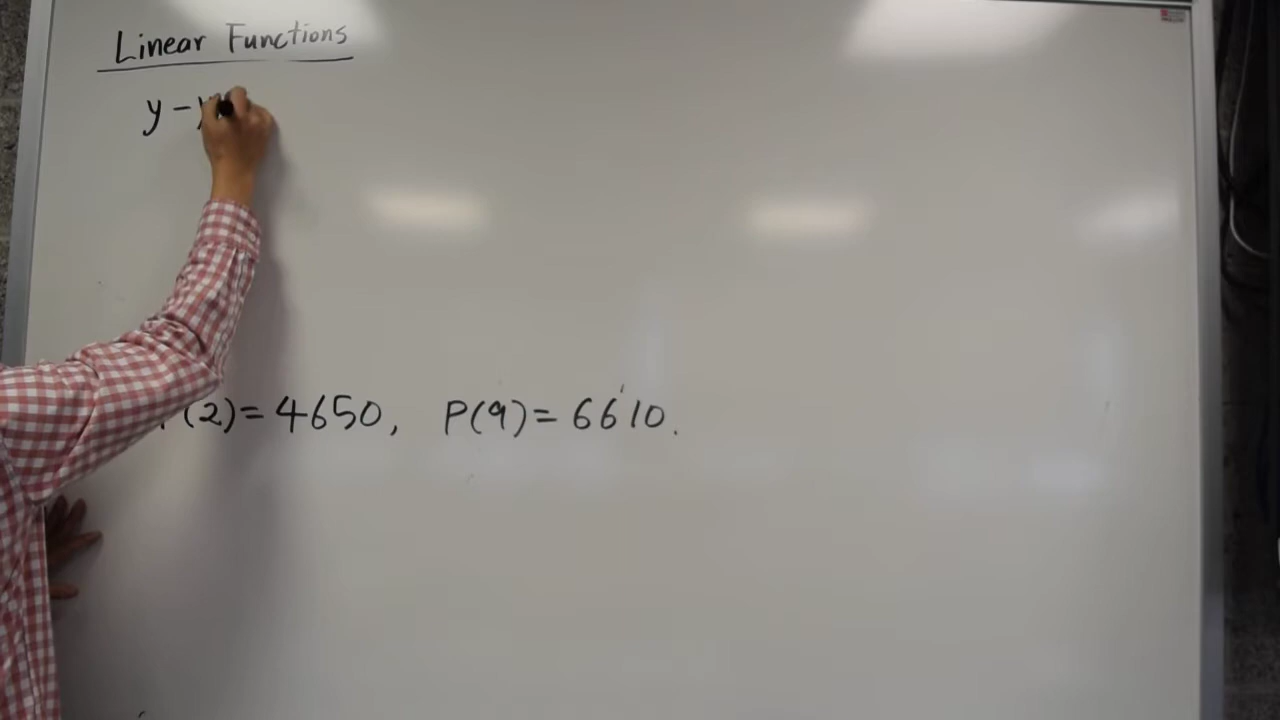 Linear Functions
y - y
(2) = 4650, P(9) = 6610.